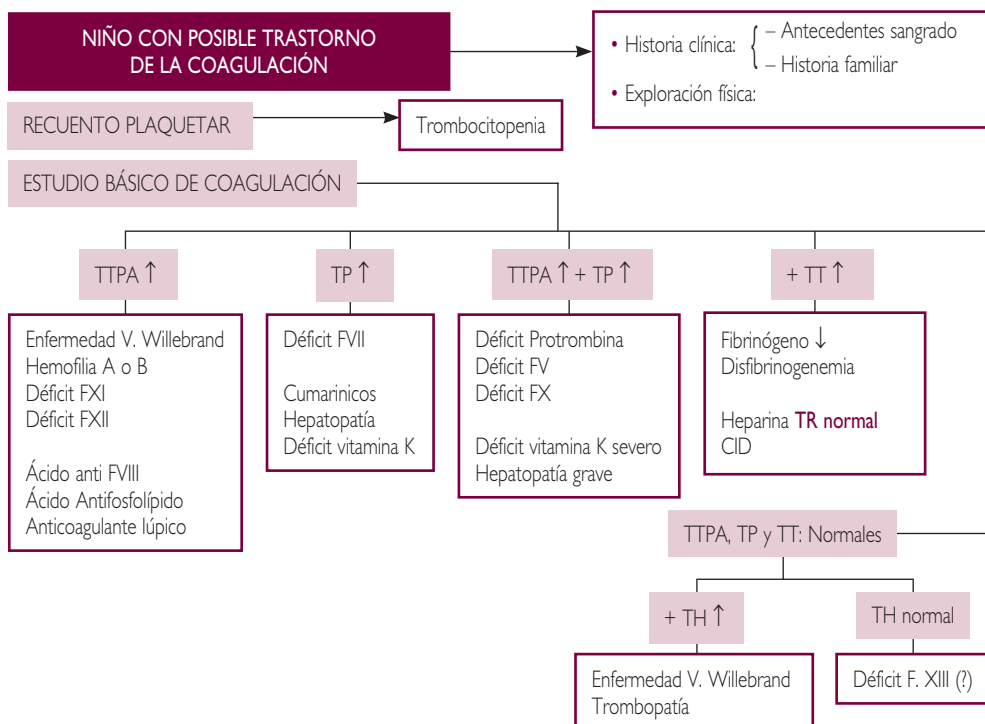 NIÑO CON POSIBLE TRASTORNO
DE LA COAGULACIÓN
• Historia clínica:
– Antecedentes sangrado
– Historia familiar
• Exploración física:
RECUENTO PLAQUETAR
Trombocitopenia
ESTUDIO BÁSICO DE COAGULACIÓN
TTPA ↑
TP ↑
TTPA ↑ + TP ↑
+ TT ↑
Enfermedad V. Willebrand
Hemofilia A o B
Déficit FXI
Déficit FXII
Ácido anti FVIII
Ácido Antifosfolípido
Anticoagulante lúpico
Déficit FVII
Cumarinicos
Hepatopatía
Déficit vitamina K
Déficit Protrombina
Déficit FV
Déficit FX
Déficit vitamina K severo
Hepatopatía grave
Fibrinógeno ↓
Disfibrinogenemia
Heparina TR normal
CID
TTPA, TP y TT: Normales
+ TH ↑
TH normal
Enfermedad V. Willebrand
Trombopatía
Déficit F. XIII (?)